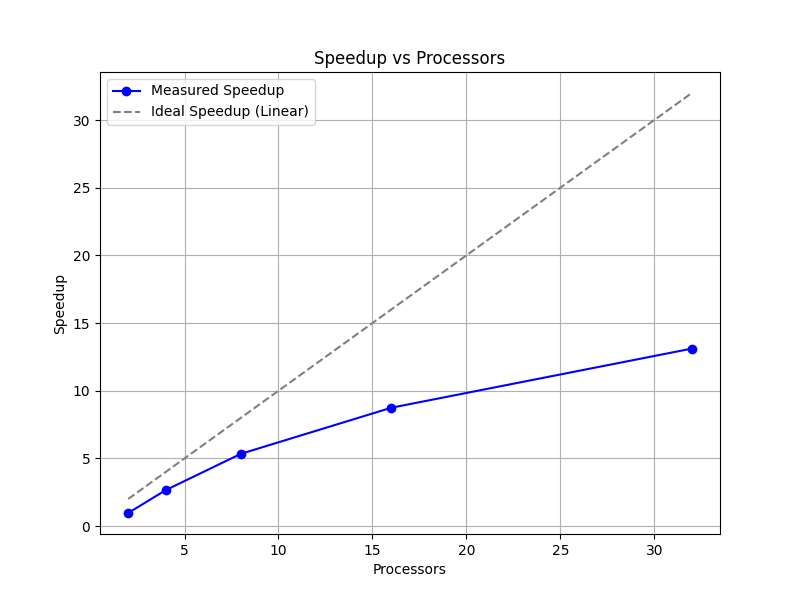 Speedup vs Processors
Measured Speedup
Ideal Speedup (Linear)
30
25
20
15
10
5
0
Speedup
5 10 15 20 25 30
Processors